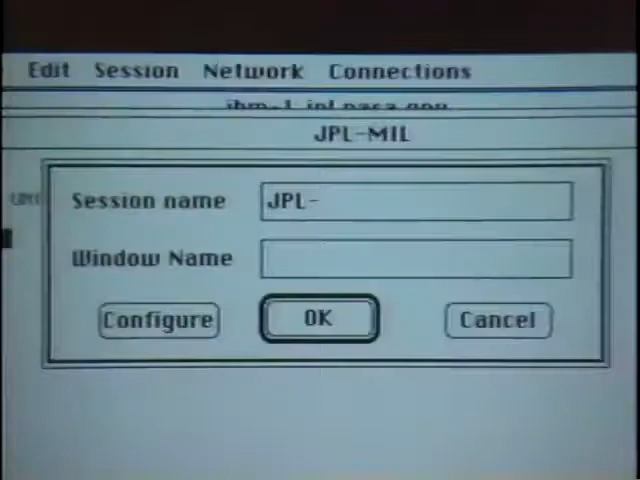 Edit Session Network Connections
JPL-MIL
Session name JPL-
Window Name
Configure OK Cancel